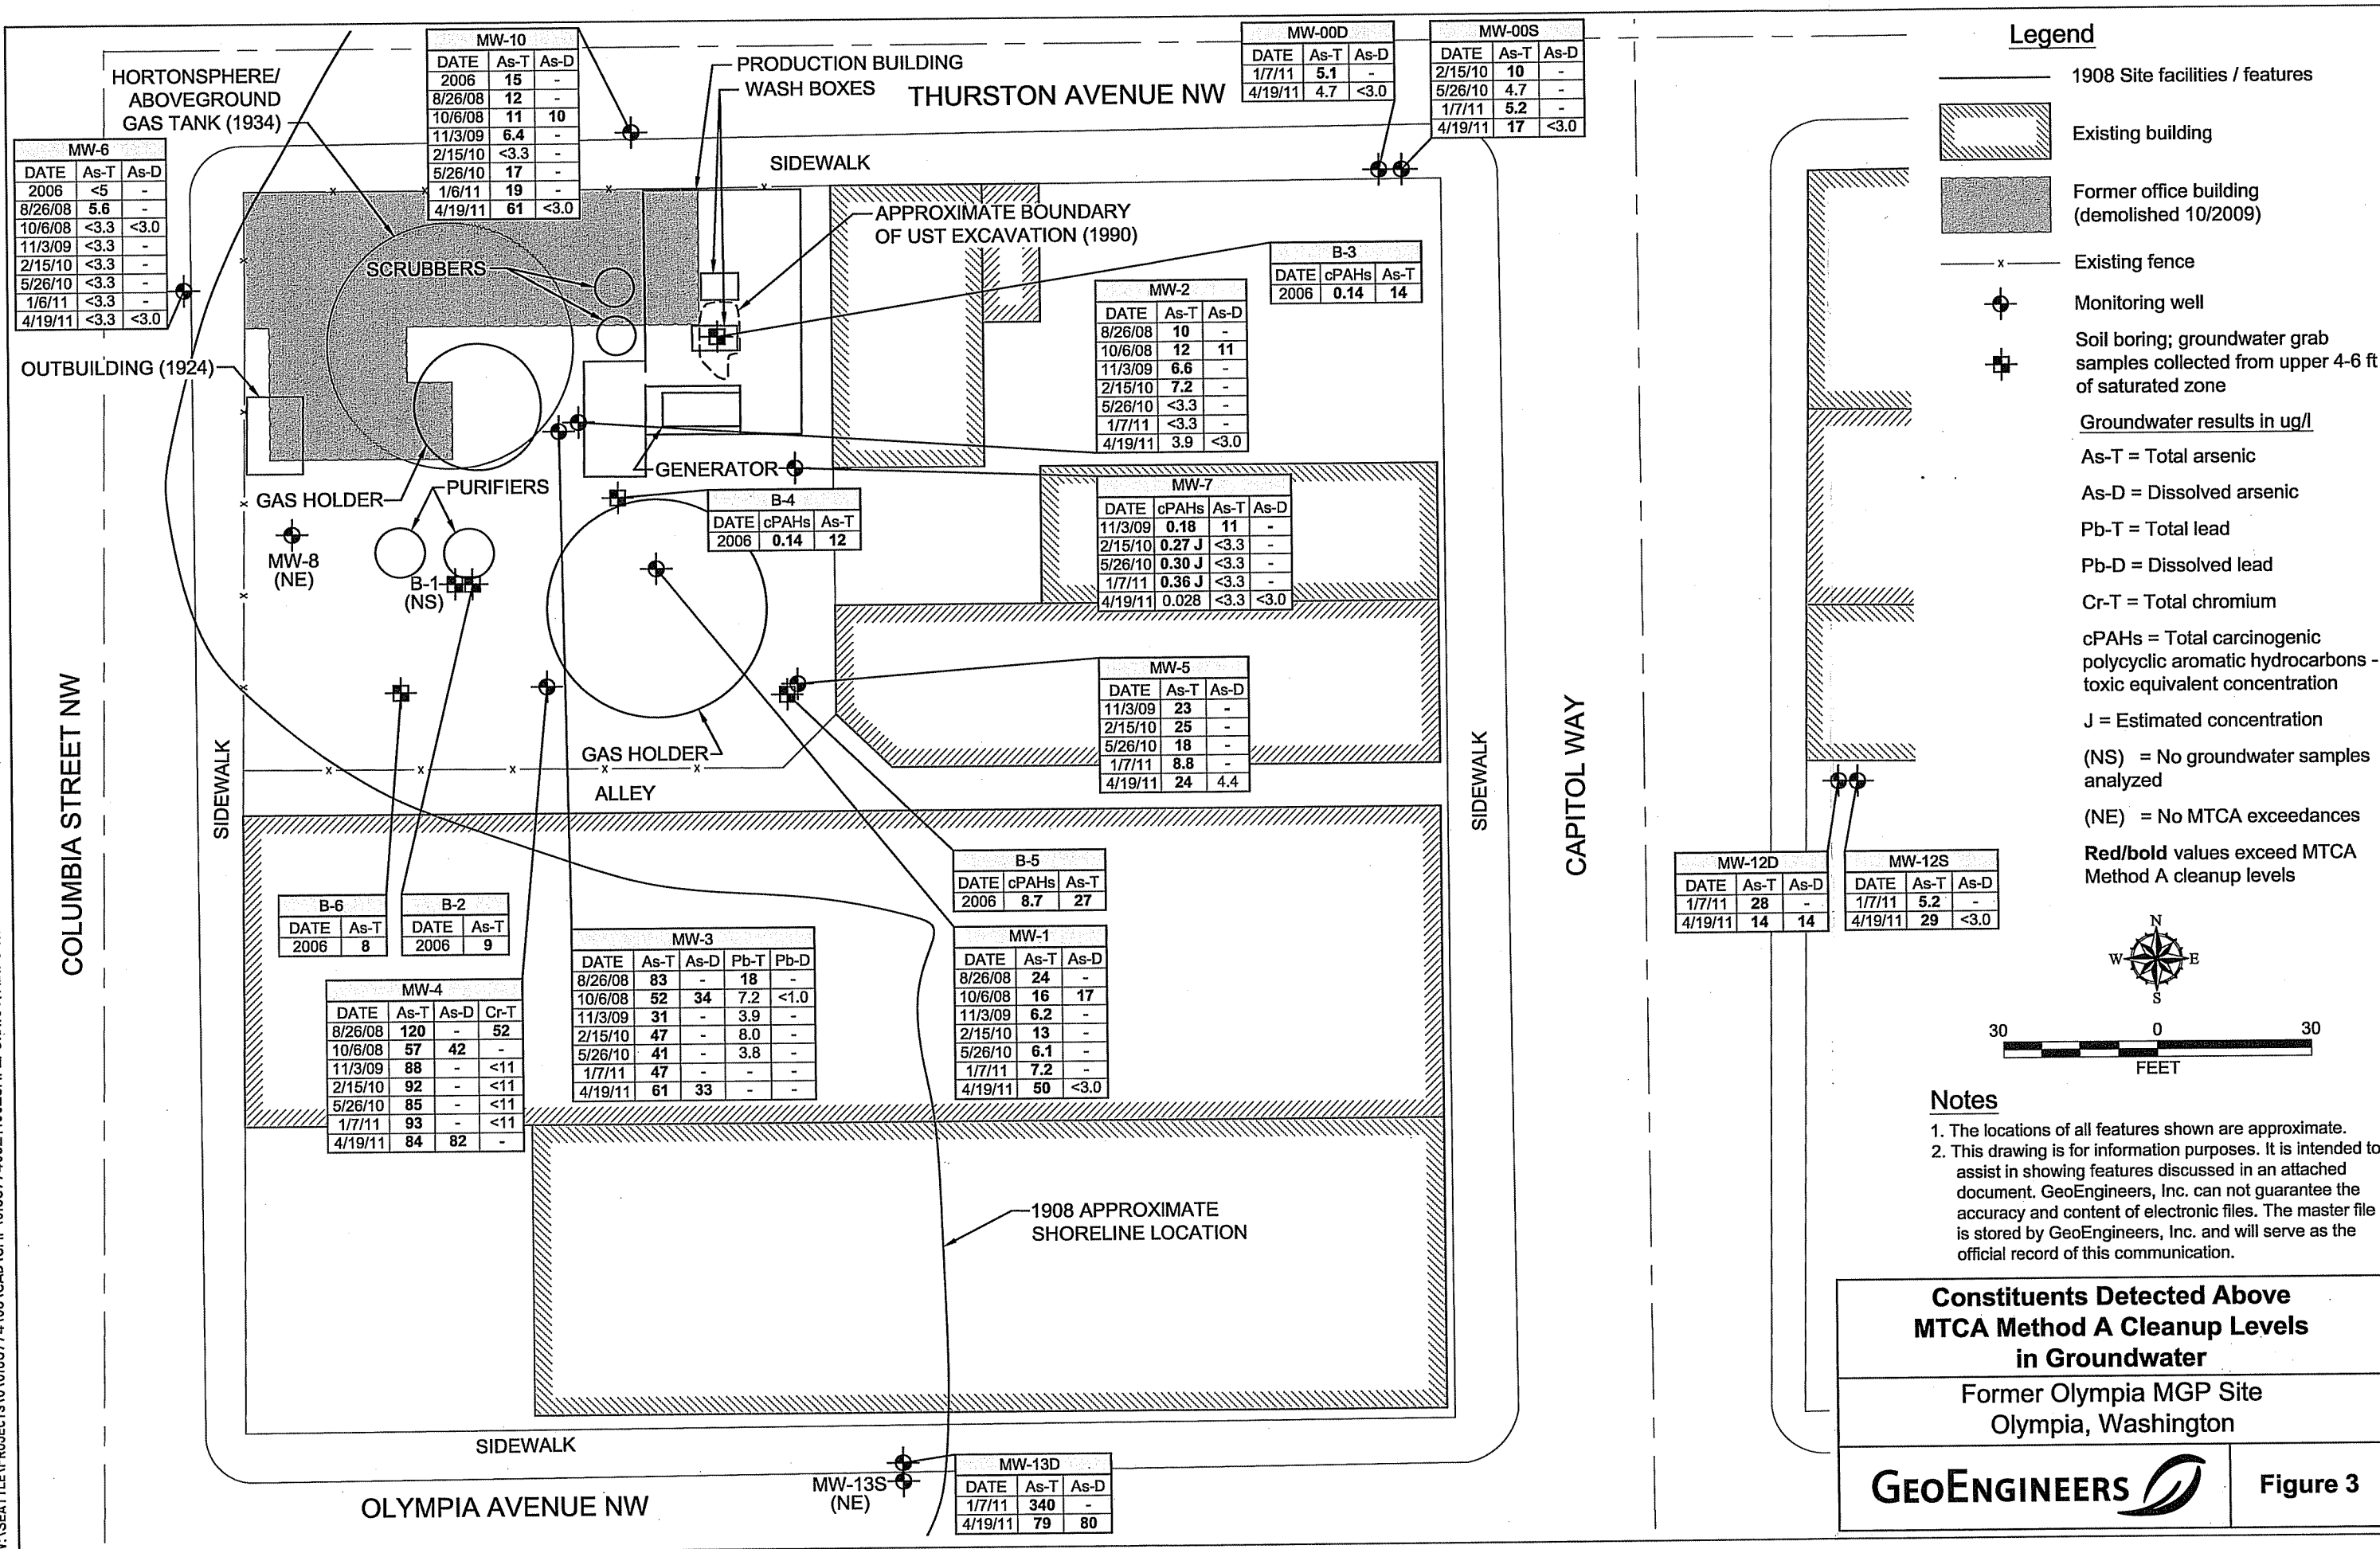 MW-10
DATE As-T As-D
2006 15 -
8/26/08 12 -
10/6/08 11 10
11/3/09 6.4 -
2/15/10 <3.3 -
5/26/10 17 -
1/6/11 19 -
4/19/11 61 <3.0
MW-00D
DATE As-T As-D
1/7/11 5.1 -
4/19/11 4.7 <3.0
MW-00S
DATE As-T As-D
2/15/10 10 -
5/26/10 4.7 -
1/7/11 5.2 -
4/19/11 17 <3.0
HORTONSPHERE/
ABOVEGROUND
GAS TANK (1934)
PRODUCTION BUILDING
WASH BOXES
THURSTON AVENUE NW
SIDEWALK
MW-6
DATE As-T As-D
2006 <5 -
8/26/08 5.6 -
10/6/08 <3.3 <3.0
11/3/09 <3.3 -
2/15/10 <3.3 -
5/26/10 <3.3 -
1/6/11 <3.3 -
4/19/11 <3.3 <3.0
APPROXIMATE BOUNDARY
OF UST EXCAVATION (1990)
SCRUBBERS
B-3
DATE cPAHs As-T
2006 0.14 14
MW-2
DATE As-T As-D
8/26/08 10 -
10/6/08 12 11
11/3/09 6.6 -
2/15/10 7.2 -
5/26/10 <3.3 -
1/7/11 <3.3 -
4/19/11 3.9 <3.0
OUTBUILDING (1924)
GENERATOR
GAS HOLDER
PURIFIERS
B-4
DATE cPAHs As-T
2006 0.14 12
MW-7
DATE cPAHs As-T As-D
11/3/09 0.18 11 -
2/15/10 0.27 J <3.3 -
5/26/10 0.30 J <3.3 -
1/7/11 0.36 J <3.3 -
4/19/11 0.028 <3.3 <3.0
MW-8
(NE)
B-1
(NS)
MW-5
DATE As-T As-D
11/3/09 23 -
2/15/10 25 -
5/26/10 18 -
1/7/11 8.8 -
4/19/11 24 4.4
COLUMBIA STREET NW
SIDEWALK
GAS HOLDER
ALLEY
SIDEWALK
CAPITOL WAY
B-5
DATE cPAHs As-T
2006 8.7 27
B-6
DATE As-T
2006 8
B-2
DATE As-T
2006 9
MW-3
DATE As-T As-D Pb-T Pb-D
8/26/08 83 - 18 -
10/6/08 52 34 7.2 <1.0
11/3/09 31 - 3.9 -
2/15/10 47 - 8.0 -
5/26/10 41 - 3.8 -
1/7/11 47 - - -
4/19/11 61 33 - -
MW-1
DATE As-T As-D
8/26/08 24 -
10/6/08 16 17
11/3/09 6.2 -
2/15/10 13 -
5/26/10 6.1 -
1/7/11 7.2 -
4/19/11 50 <3.0
MW-4
DATE As-T As-D Cr-T
8/26/08 120 - 52
10/6/08 57 42 -
11/3/09 88 - <11
2/15/10 92 - <11
5/26/10 85 - <11
1/7/11 93 - <11
4/19/11 84 82 -
MW-12D
DATE As-T As-D
1/7/11 28 -
4/19/11 14 14
MW-12S
DATE As-T As-D
1/7/11 5.2 -
4/19/11 29 <3.0
1908 APPROXIMATE
SHORELINE LOCATION
SIDEWALK
OLYMPIA AVENUE NW
MW-13S
(NE)
MW-13D
DATE As-T As-D
1/7/11 340 -
4/19/11 79 80
Legend
1908 Site facilities / features
Existing building
Former office building
(demolished 10/2009)
x Existing fence
Monitoring well
Soil boring; groundwater grab
samples collected from upper 4-6 ft
of saturated zone
Groundwater results in ug/l
As-T = Total arsenic
As-D = Dissolved arsenic
Pb-T = Total lead
Pb-D = Dissolved lead
Cr-T = Total chromium
cPAHs = Total carcinogenic
polycyclic aromatic hydrocarbons -
toxic equivalent concentration
J = Estimated concentration
(NS) = No groundwater samples
analyzed
(NE) = No MTCA exceedances
Red/bold values exceed MTCA
Method A cleanup levels
N
W E
S
30 0 30
FEET
Notes
1. The locations of all features shown are approximate.
2. This drawing is for information purposes. It is intended to
assist in showing features discussed in an attached
document. GeoEngineers, Inc. can not guarantee the
accuracy and content of electronic files. The master file
is stored by GeoEngineers, Inc. and will serve as the
official record of this communication.
Constituents Detected Above
MTCA Method A Cleanup Levels
in Groundwater
Former Olympia MGP Site
Olympia, Washington
GEOENGINEERS
Figure 3